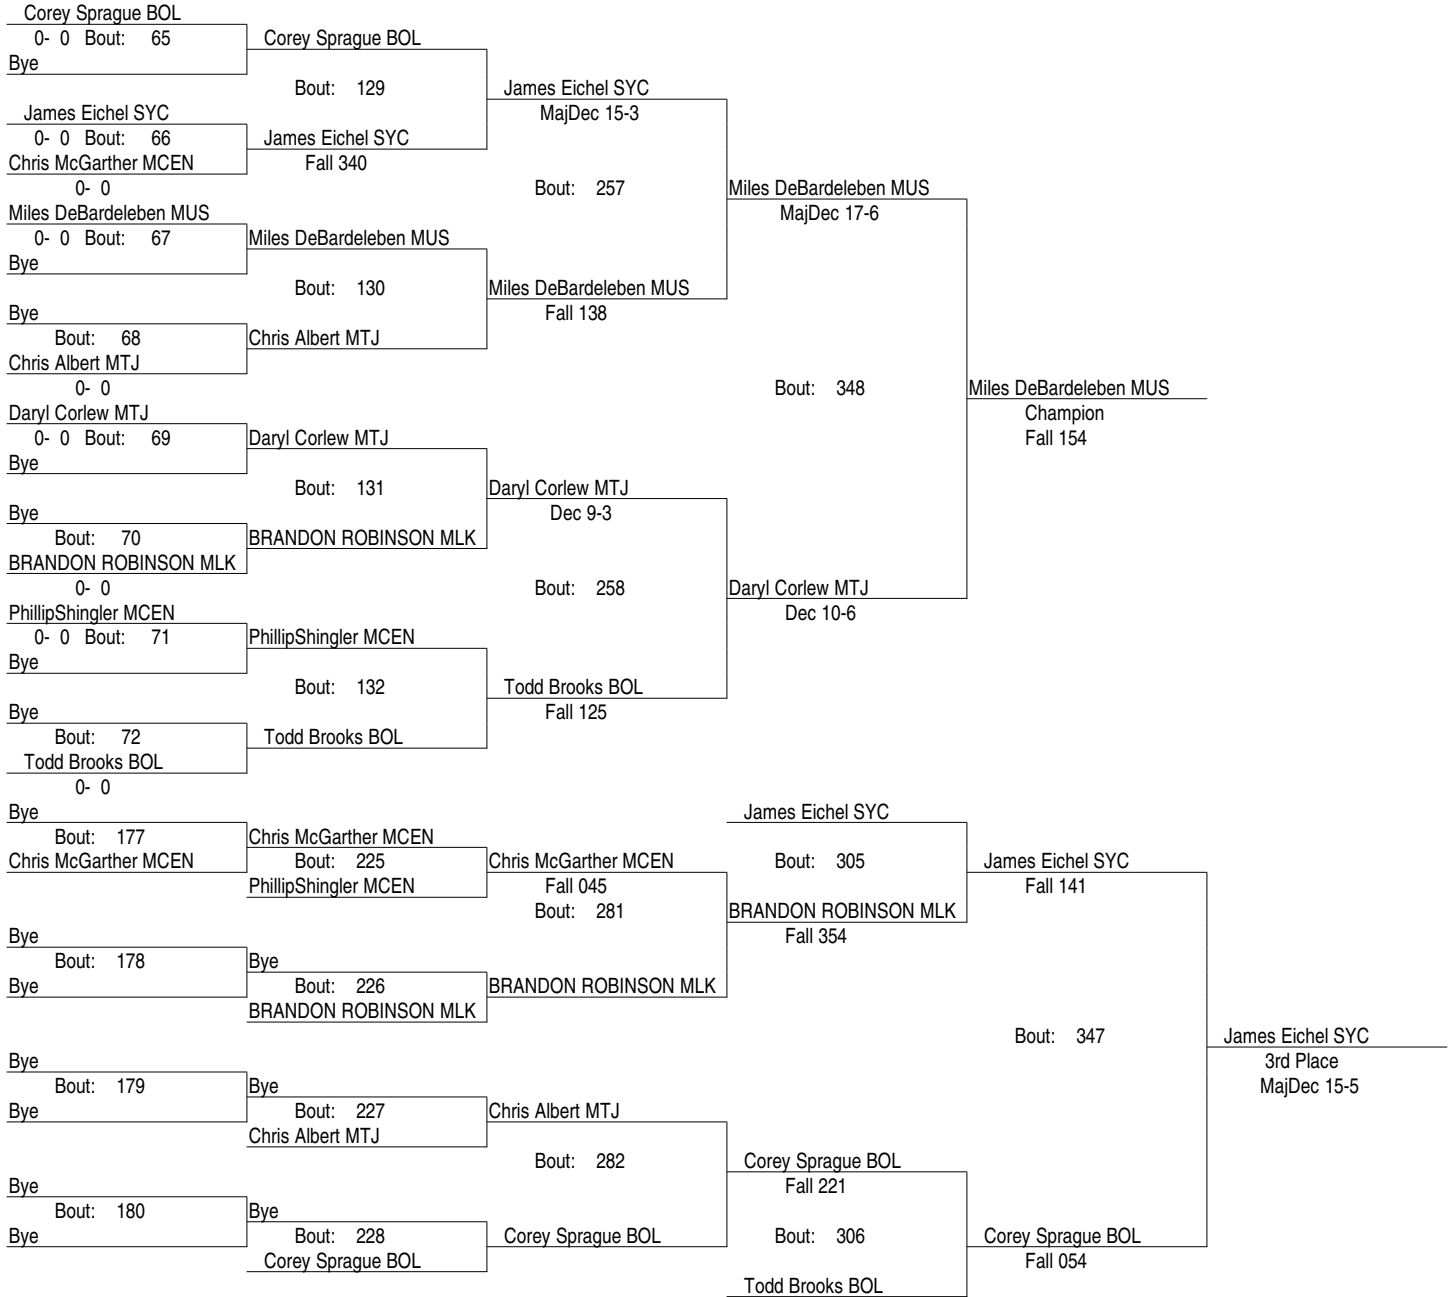 Corey Sprague BOL
0- 0 Bout: 65
Corey Sprague BOL
Bye
Bout: 129
James Eichel SYC
James Eichel SYC
MajDec 15-3
0- 0 Bout: 66
James Eichel SYC
Chris McGarther MCEN
Fall 340
0- 0
Bout: 257
Miles DeBardeleben MUS
Miles DeBardeleben MUS
MajDec 17-6
0- 0 Bout: 67
Miles DeBardeleben MUS
Bye
Bout: 130
Miles DeBardeleben MUS
Bye
Fall 138
Bout: 68
Chris Albert MTJ
Chris Albert MTJ
0- 0
Bout: 348
Miles DeBardeleben MUS
Daryl Corlew MTJ
Champion
0- 0 Bout: 69
Daryl Corlew MTJ
Fall 154
Bye
Bout: 131
Daryl Corlew MTJ
Bye
Dec 9-3
Bout: 70
BRANDON ROBINSON MLK
BRANDON ROBINSON MLK
0- 0
Bout: 258
Daryl Corlew MTJ
PhillipShingler MCEN
Dec 10-6
0- 0 Bout: 71
PhillipShingler MCEN
Bye
Bout: 132
Todd Brooks BOL
Bye
Fall 125
Bout: 72
Todd Brooks BOL
Todd Brooks BOL
0- 0
Bye
James Eichel SYC
Bout: 177
Chris McGarther MCEN
Chris McGarther MCEN
Bout: 225
Chris McGarther MCEN
Bout: 305
James Eichel SYC
PhillipShingler MCEN
Fall 045
Fall 141
Bout: 281
BRANDON ROBINSON MLK
Bye
Fall 354
Bout: 178
Bye
Bye
Bout: 226
BRANDON ROBINSON MLK
BRANDON ROBINSON MLK
Bout: 347
James Eichel SYC
Bye
3rd Place
Bout: 179
Bye
MajDec 15-5
Bye
Bout: 227
Chris Albert MTJ
Chris Albert MTJ
Bout: 282
Corey Sprague BOL
Bye
Fall 221
Bout: 180
Bye
Bye
Bout: 228
Corey Sprague BOL
Bout: 306
Corey Sprague BOL
Corey Sprague BOL
Fall 054
Todd Brooks BOL